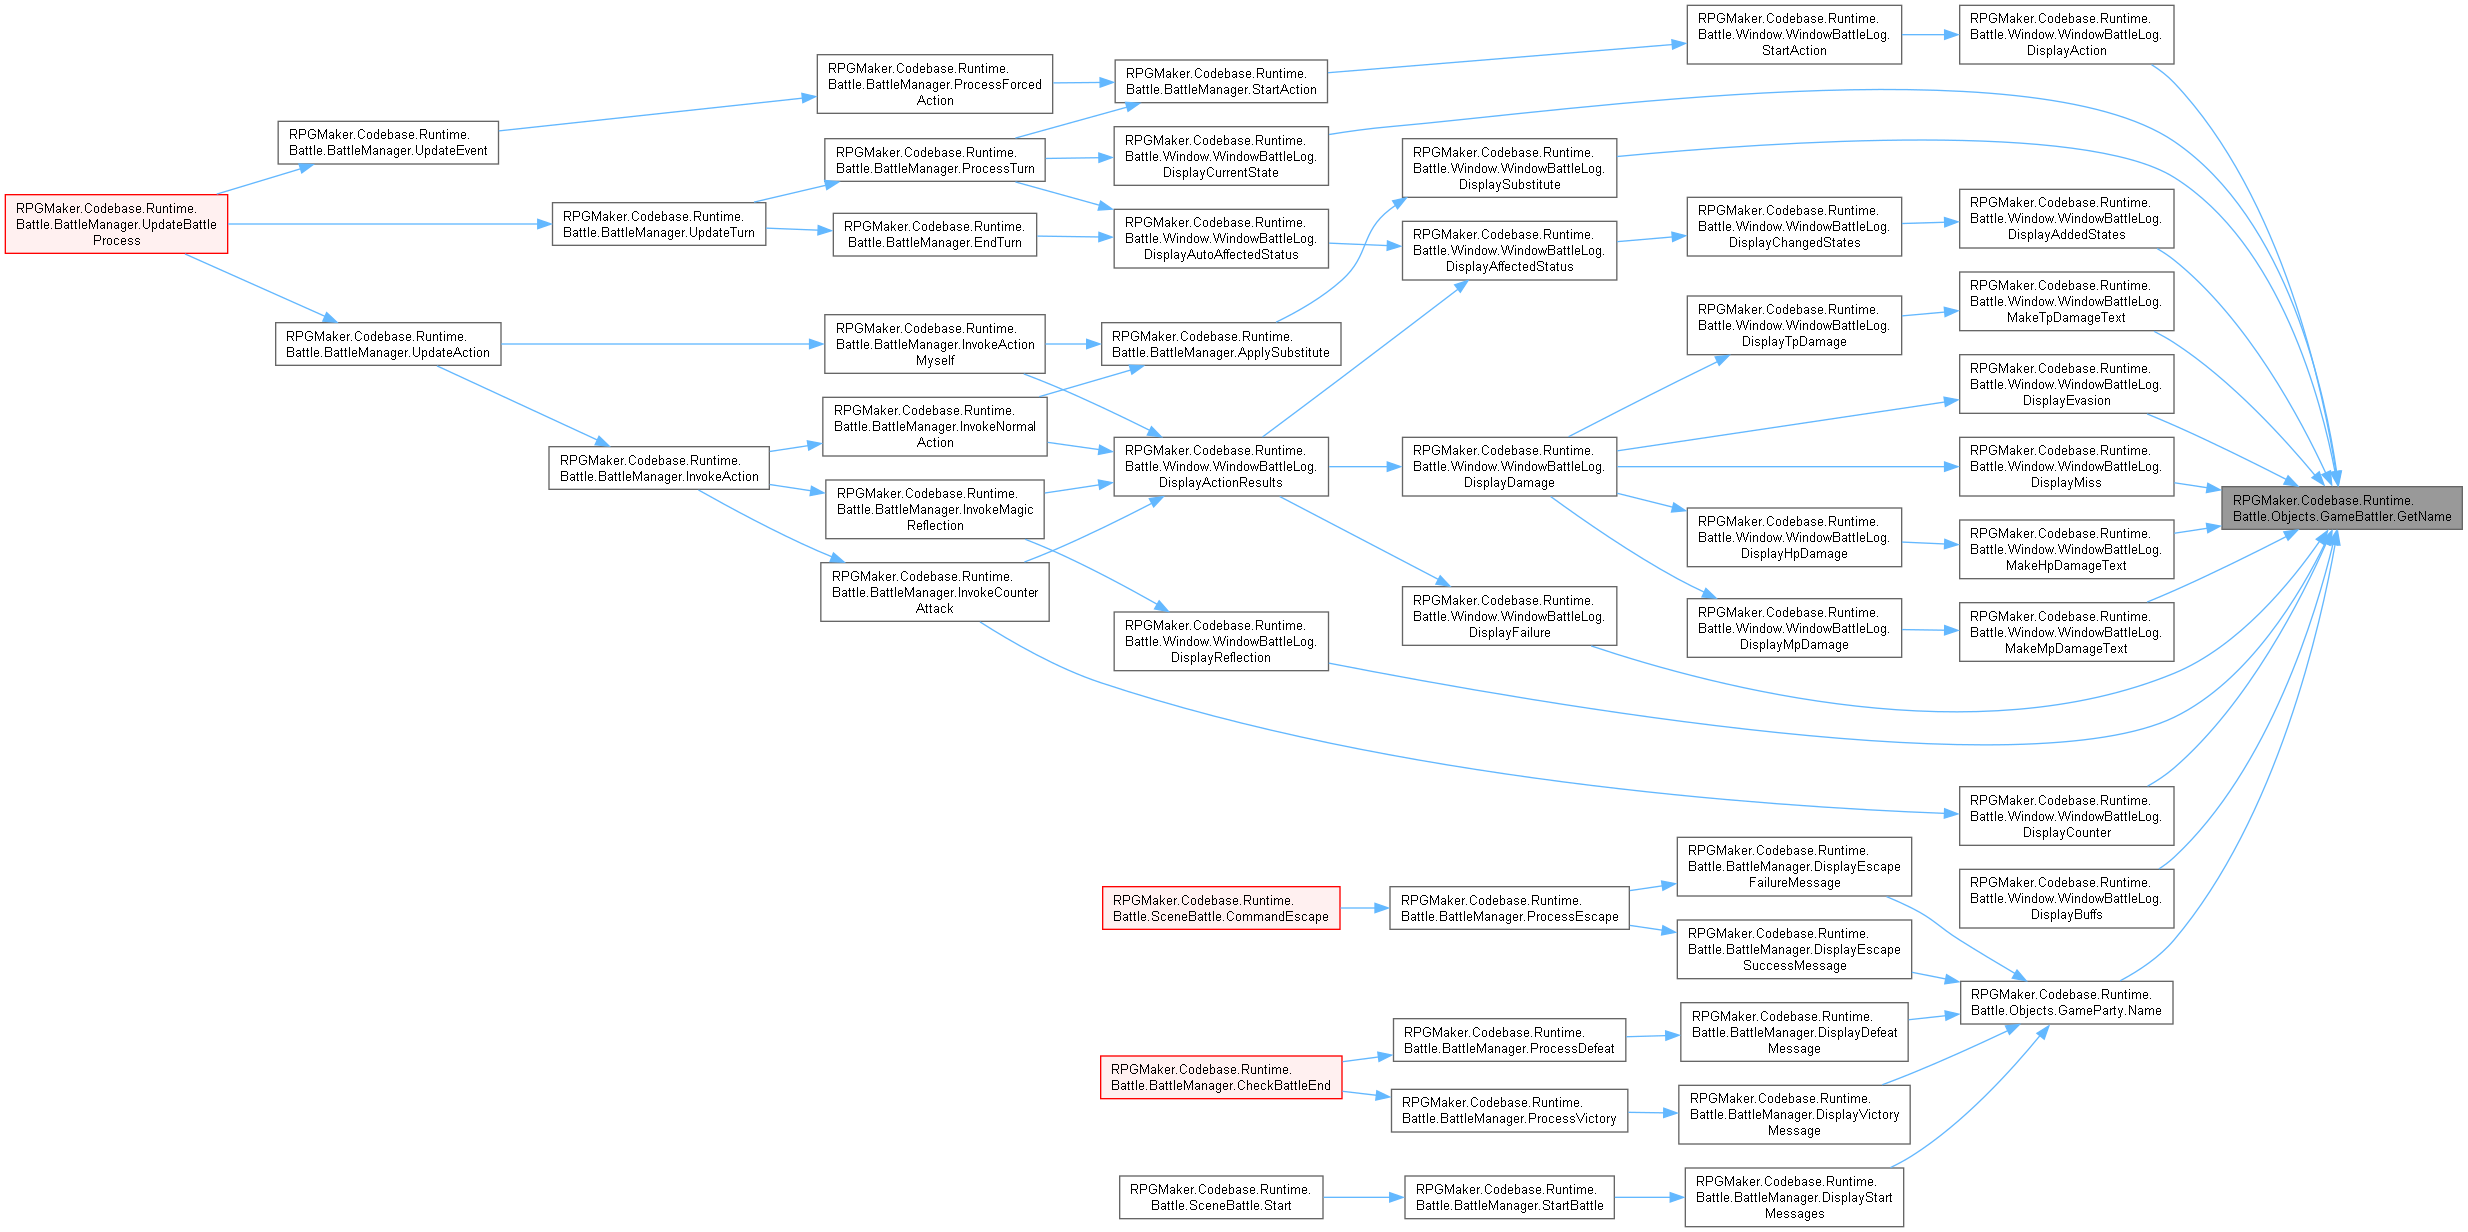 RPGMaker.Codebase.Runtime.
Battle.BattleManager.UpdateBattle
Process
RPGMaker.Codebase.Runtime.
Battle.BattleManager.UpdateEvent
RPGMaker.Codebase.Runtime.
Battle.BattleManager.UpdateAction
RPGMaker.Codebase.Runtime.
Battle.BattleManager.UpdateTurn
RPGMaker.Codebase.Runtime.
Battle.BattleManager.InvokeAction
RPGMaker.Codebase.Runtime.
Battle.BattleManager.ProcessForced
Action
RPGMaker.Codebase.Runtime.
Battle.BattleManager.ProcessTurn
RPGMaker.Codebase.Runtime.
Battle.BattleManager.EndTurn
RPGMaker.Codebase.Runtime.
Battle.BattleManager.InvokeAction
Myself
RPGMaker.Codebase.Runtime.
Battle.BattleManager.InvokeNormal
Action
RPGMaker.Codebase.Runtime.
Battle.BattleManager.InvokeMagic
Reflection
RPGMaker.Codebase.Runtime.
Battle.BattleManager.InvokeCounter
Attack
RPGMaker.Codebase.Runtime.
Battle.BattleManager.StartAction
RPGMaker.Codebase.Runtime.
Battle.Window.WindowBattleLog.
DisplayCurrentState
RPGMaker.Codebase.Runtime.
Battle.Window.WindowBattleLog.
DisplayAutoAffectedStatus
RPGMaker.Codebase.Runtime.
Battle.BattleManager.ApplySubstitute
RPGMaker.Codebase.Runtime.
Battle.Window.WindowBattleLog.
DisplayActionResults
RPGMaker.Codebase.Runtime.
Battle.Window.WindowBattleLog.
DisplayReflection
RPGMaker.Codebase.Runtime.
Battle.SceneBattle.CommandEscape
RPGMaker.Codebase.Runtime.
Battle.BattleManager.CheckBattleEnd
RPGMaker.Codebase.Runtime.
Battle.SceneBattle.Start
RPGMaker.Codebase.Runtime.
Battle.Window.WindowBattleLog.
DisplaySubstitute
RPGMaker.Codebase.Runtime.
Battle.Window.WindowBattleLog.
DisplayAffectedStatus
RPGMaker.Codebase.Runtime.
Battle.Window.WindowBattleLog.
DisplayDamage
RPGMaker.Codebase.Runtime.
Battle.Window.WindowBattleLog.
DisplayFailure
RPGMaker.Codebase.Runtime.
Battle.BattleManager.ProcessEscape
RPGMaker.Codebase.Runtime.
Battle.BattleManager.ProcessDefeat
RPGMaker.Codebase.Runtime.
Battle.BattleManager.ProcessVictory
RPGMaker.Codebase.Runtime.
Battle.BattleManager.StartBattle
RPGMaker.Codebase.Runtime.
Battle.Window.WindowBattleLog.
StartAction
RPGMaker.Codebase.Runtime.
Battle.Window.WindowBattleLog.
DisplayChangedStates
RPGMaker.Codebase.Runtime.
Battle.Window.WindowBattleLog.
DisplayTpDamage
RPGMaker.Codebase.Runtime.
Battle.Window.WindowBattleLog.
DisplayHpDamage
RPGMaker.Codebase.Runtime.
Battle.Window.WindowBattleLog.
DisplayMpDamage
RPGMaker.Codebase.Runtime.
Battle.BattleManager.DisplayEscape
FailureMessage
RPGMaker.Codebase.Runtime.
Battle.BattleManager.DisplayEscape
SuccessMessage
RPGMaker.Codebase.Runtime.
Battle.BattleManager.DisplayDefeat
Message
RPGMaker.Codebase.Runtime.
Battle.BattleManager.DisplayVictory
Message
RPGMaker.Codebase.Runtime.
Battle.BattleManager.DisplayStart
Messages
RPGMaker.Codebase.Runtime.
Battle.Window.WindowBattleLog.
DisplayAction
RPGMaker.Codebase.Runtime.
Battle.Window.WindowBattleLog.
DisplayAddedStates
RPGMaker.Codebase.Runtime.
Battle.Window.WindowBattleLog.
MakeTpDamageText
RPGMaker.Codebase.Runtime.
Battle.Window.WindowBattleLog.
DisplayEvasion
RPGMaker.Codebase.Runtime.
Battle.Window.WindowBattleLog.
DisplayMiss
RPGMaker.Codebase.Runtime.
Battle.Window.WindowBattleLog.
MakeHpDamageText
RPGMaker.Codebase.Runtime.
Battle.Window.WindowBattleLog.
MakeMpDamageText
RPGMaker.Codebase.Runtime.
Battle.Window.WindowBattleLog.
DisplayCounter
RPGMaker.Codebase.Runtime.
Battle.Window.WindowBattleLog.
DisplayBuffs
RPGMaker.Codebase.Runtime.
Battle.Objects.GameParty.Name
RPGMaker.Codebase.Runtime.
Battle.Objects.GameBattler.GetName